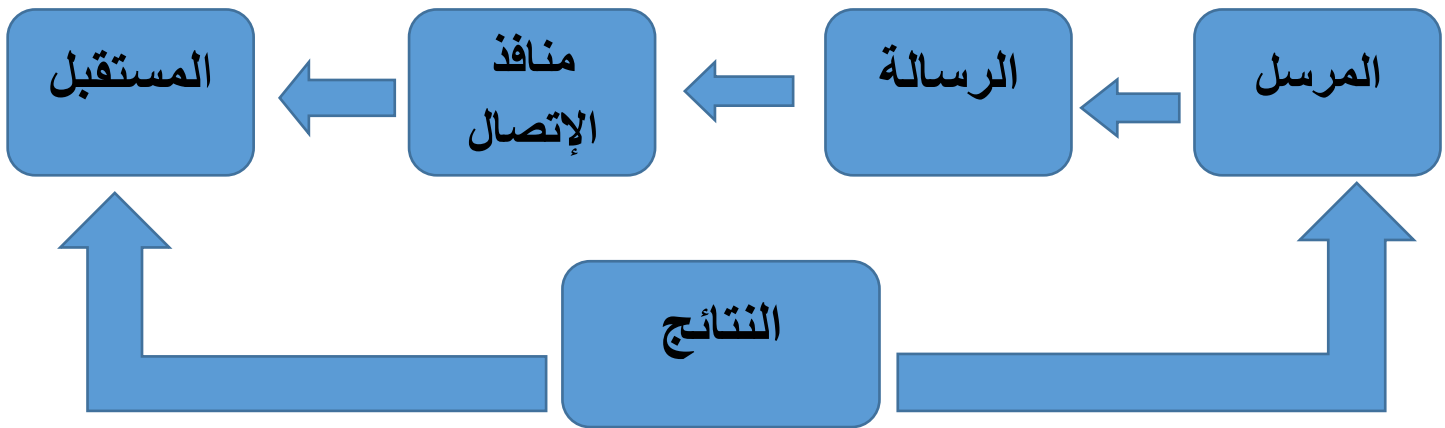 المرسل
الرسالة
منافذ
الإتصال
المستقبل
النتائج